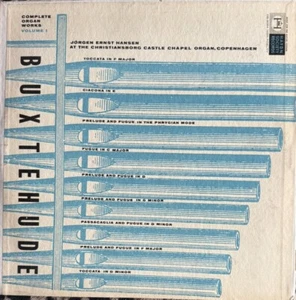 COMPLETE
ORGAN
WORKS
VOLUME I
JÖRGEN ERNST HANSEN
AT THE CHRISTIANSBORG CASTLE CHAPEL ORGAN, COPENHAGEN
BUXTEHUDE
TOCCATA IN F MAJOR
CIACONA IN C
PRELUDE AND FUGUE IN THE PHRYGIAN MODE
FUGUE IN C MAJOR
PRELUDE AND FUGUE IN D
PRELUDE AND FUGUE IN G MINOR
PASSACAGLIA AND FUGUE IN D MINOR
PRELUDE AND FUGUE IN F MAJOR
TOCCATA IN D MINOR